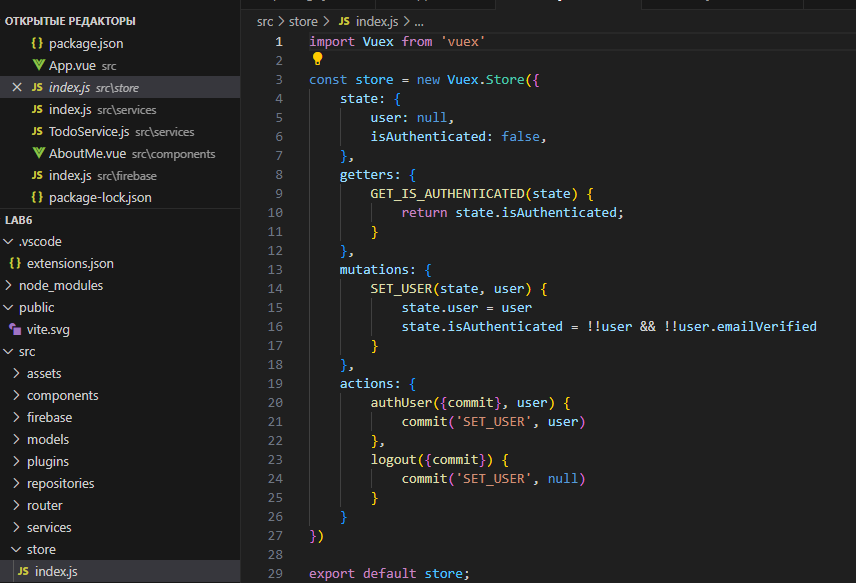 ОТКРЫТЫЕ РЕДАКТОРЫ
{} package.json
App.vue src
JS index.js src\store
JS index.js src\services
JS TodoService.js src\services
AboutMe.vue src\components
JS index.js src\firebase
{} package-lock.json
LAB6
.vscode
{} extensions.json
node_modules
public
vite.svg
src
assets
components
firebase
models
plugins
repositories
router
services
store
JS index.js
src > store > JS index.js > ...
1 import Vuex from 'vuex'
2
3 const store = new Vuex.Store({
4     state: {
5         user: null,
6         isAuthenticated: false,
7     },
8     getters: {
9         GET_IS_AUTHENTICATED(state) {
10             return state.isAuthenticated;
11         }
12     },
13     mutations: {
14         SET_USER(state, user) {
15             state.user = user
16             state.isAuthenticated = !!user && !!user.emailVerified
17         }
18     },
19     actions: {
20         authUser({commit}, user) {
21             commit('SET_USER', user)
22         },
23         logout({commit}) {
24             commit('SET_USER', null)
25         }
26     }
27 })
28
29 export default store;